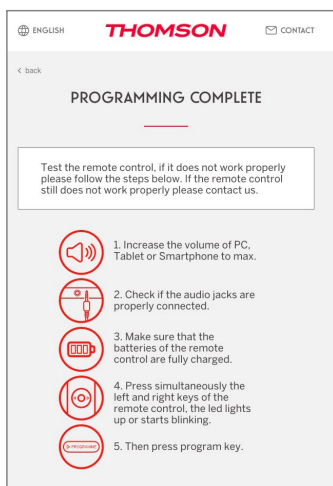 ENGLISH THOMSON CONTACT
< back
PROGRAMMING COMPLETE
Test the remote control, if it does not work properly
please follow the steps below. If the remote control
still does not work properly please contact us.
1. Increase the volume of PC,
Tablet or Smartphone to max.
2. Check if the audio jacks are
properly connected.
3. Make sure that the
batteries of the remote
control are fully charged.
4. Press simultaneously the
left and right keys of the
remote control, the led lights
up or starts blinking.
PROGRAMME
5. Then press program key.